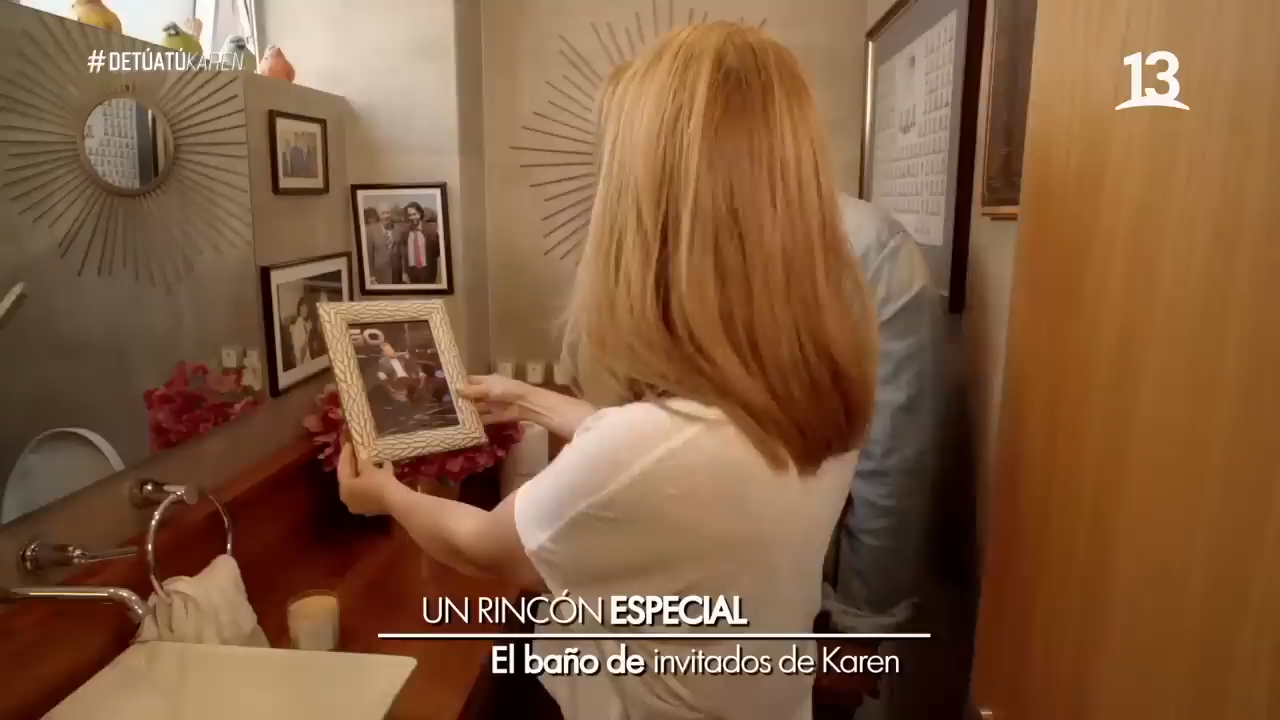 #DETÚATÚKAREN
13
UN RINCÓN ESPECIAL
El baño de invitados de Karen